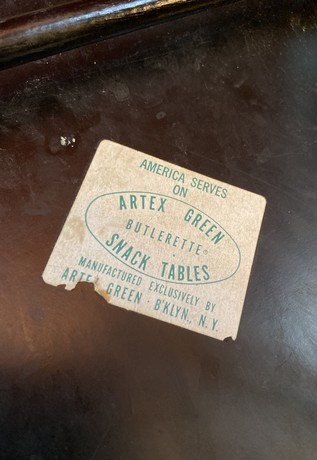 AMERICA SERVES
ON
ARTEX GREEN
BUTLERETTE®
SNACK TABLES
MANUFACTURED EXCLUSIVELY BY
ARTEX GREEN · B'KLYN., N.Y.